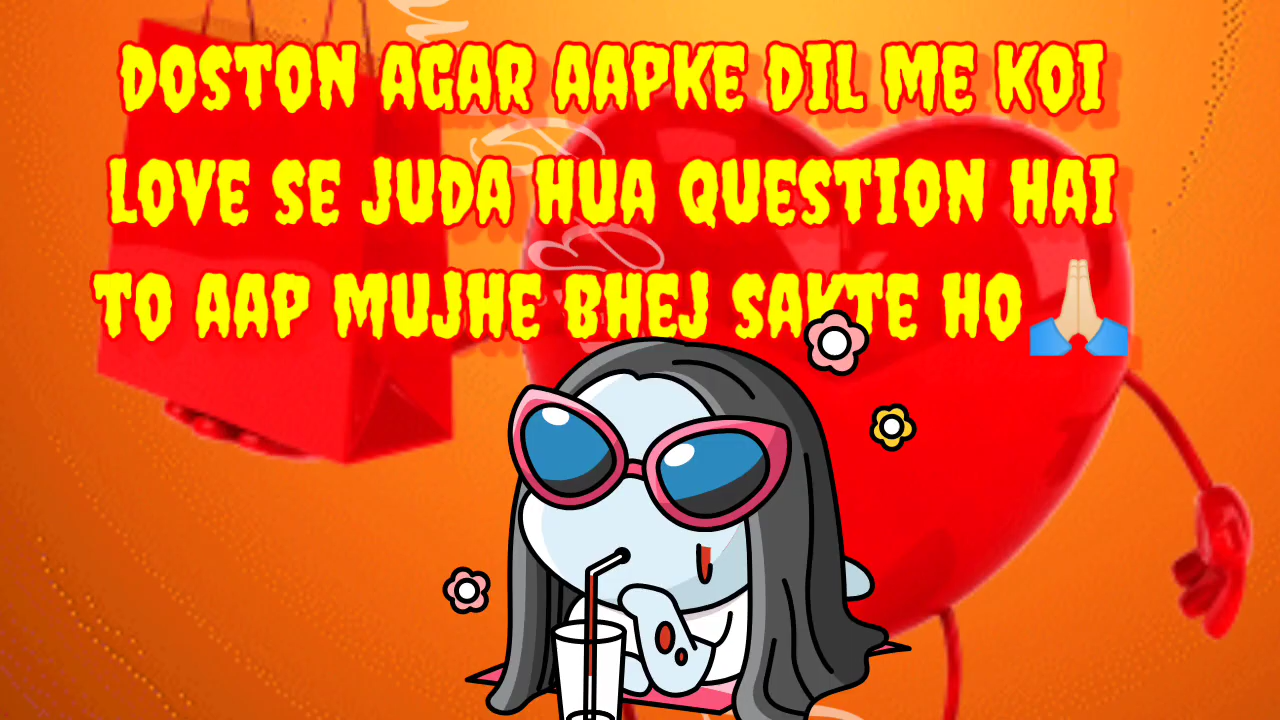 DOSTON AGAR AAPKE DIL ME KOI
LOVE SE JUDA HUA QUESTION HAI
TO AAP MUJHE BHEJ SAKTE HO🙏🏻